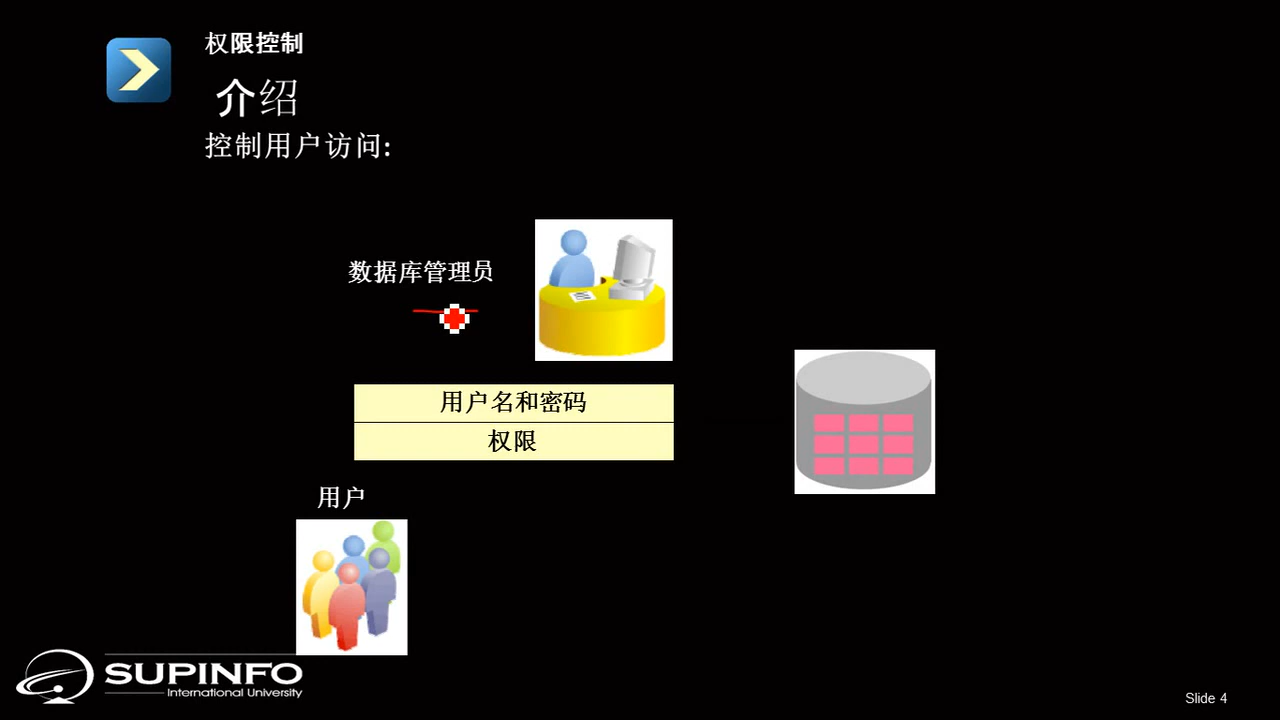 权限控制
介绍
控制用户访问:
数据库管理员
用户名和密码
权限
用户
SUPINFO
International University
Slide 4